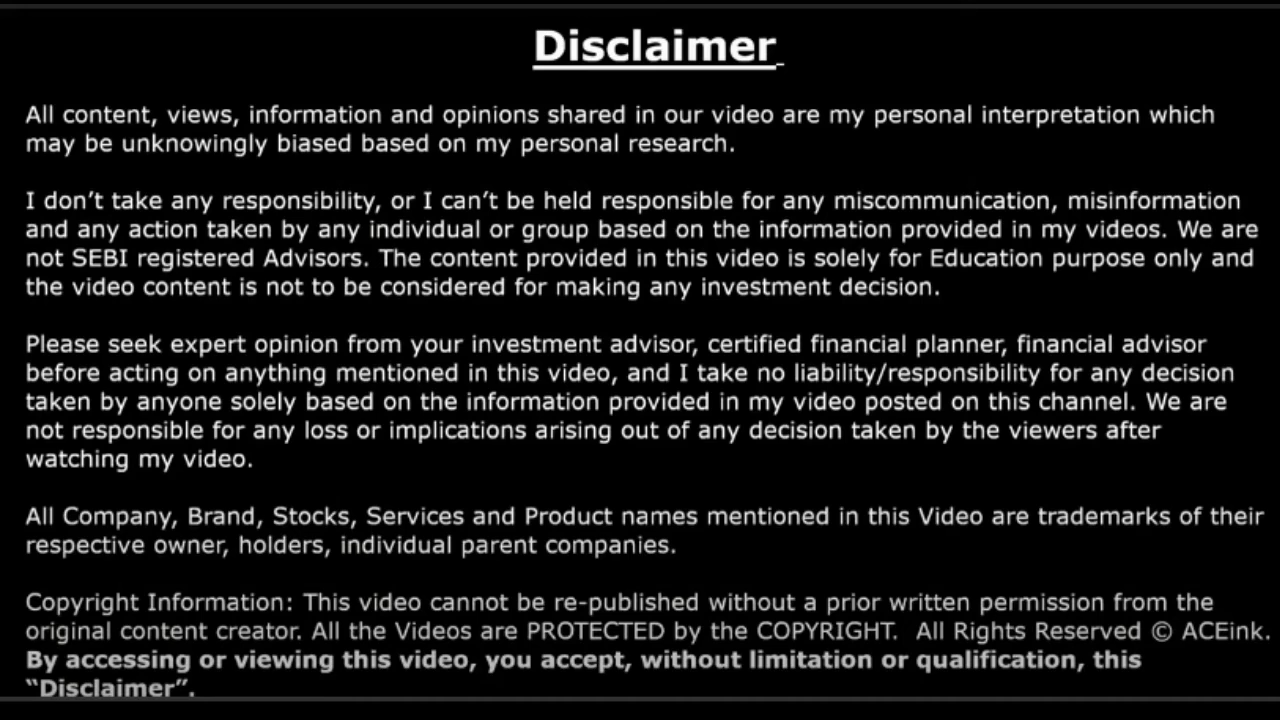 Disclaimer
All content, views, information and opinions shared in our video are my personal interpretation which
may be unknowingly biased based on my personal research.
I don’t take any responsibility, or I can’t be held responsible for any miscommunication, misinformation
and any action taken by any individual or group based on the information provided in my videos. We are
not SEBI registered Advisors. The content provided in this video is solely for Education purpose only and
the video content is not to be considered for making any investment decision.
Please seek expert opinion from your investment advisor, certified financial planner, financial advisor
before acting on anything mentioned in this video, and I take no liability/responsibility for any decision
taken by anyone solely based on the information provided in my video posted on this channel. We are
not responsible for any loss or implications arising out of any decision taken by the viewers after
watching my video.
All Company, Brand, Stocks, Services and Product names mentioned in this Video are trademarks of their
respective owner, holders, individual parent companies.
Copyright Information: This video cannot be re-published without a prior written permission from the
original content creator. All the Videos are PROTECTED by the COPYRIGHT.  All Rights Reserved © ACEink.
By accessing or viewing this video, you accept, without limitation or qualification, this
“Disclaimer”.